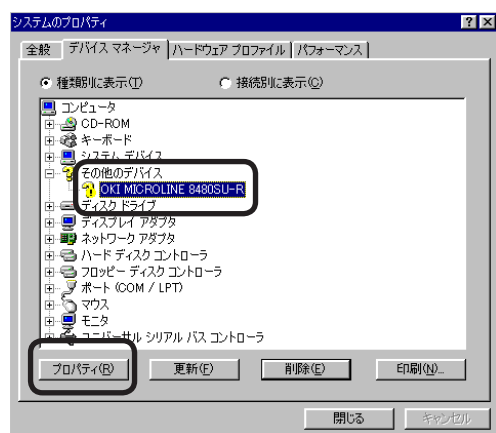 システムのプロパティ
全般 デバイス マネージャ ハードウェア プロファイル パフォーマンス
種類別に表示(T) 接続別に表示(C)
コンピュータ
CD-ROM
キーボード
システム デバイス
その他のデバイス
OKI MICROLINE 8480SU-R
ディスク ドライブ
ディスプレイ アダプタ
ネットワーク アダプタ
ハード ディスク コントローラ
フロッピー ディスク コントローラ
ポート (COM / LPT)
マウス
モニタ
ユニバーサル シリアル バス コントローラ
プロパティ(R) 更新(F) 削除(E) 印刷(N)...
閉じる キャンセル